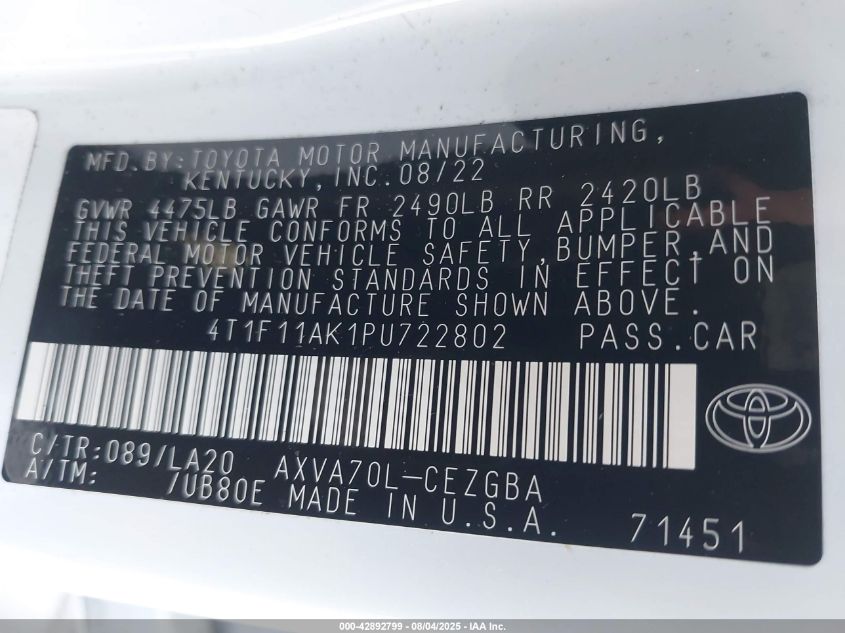 MFD.BY:TOYOTA MOTOR MANUFACTURING,
KENTUCKY,INC.08/22
GVWR 4475LB GAWR FR 2490LB RR 2420LB
THIS VEHICLE CONFORMS TO ALL APPLICABLE
FEDERAL MOTOR VEHICLE SAFETY,BUMPER,AND
THEFT PREVENTION STANDARDS IN EFFECT ON
THE DATE OF MANUFACTURE SHOWN ABOVE.
4T1F11AK1PU722802 PASS.CAR
C/TR:089/LA20 AXVA70L-CEZGBA
A/TM: /UB80E MADE IN U.S.A. 71451
000-42892799 - 08/04/2025 - IAA Inc.